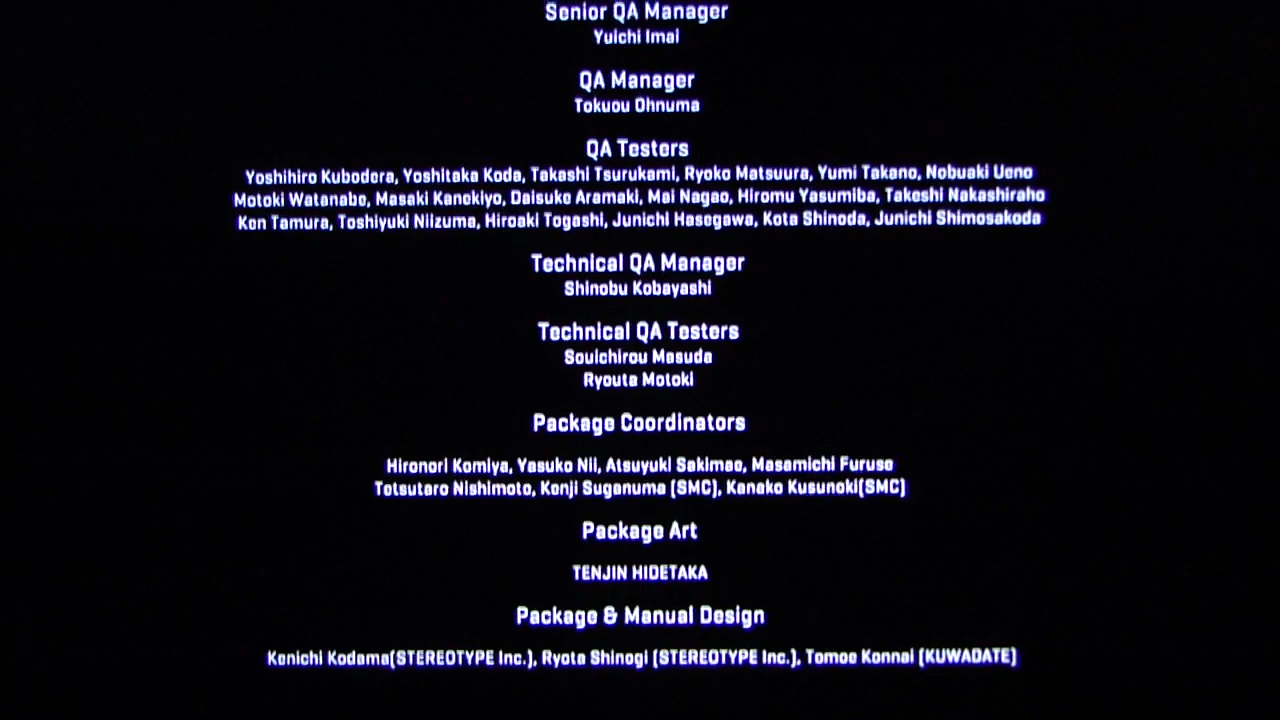 Senior QA Manager
Yuichi Imai
QA Manager
Tokuou Ohnuma
QA Testers
Yoshihiro Kubodera, Yoshitaka Koda, Takashi Tsurukami, Ryoko Matsuura, Yumi Takano, Nobuaki Ueno
Motoki Watanabe, Masaki Kanekiyo, Daisuke Aramaki, Mai Nagao, Hiromu Yasumiba, Takeshi Nakashiraho
Ken Tamura, Toshiyuki Niizuma, Hiroaki Togashi, Junichi Hasegawa, Kota Shinoda, Junichi Shimosakoda
Technical QA Manager
Shinobu Kobayashi
Technical QA Testers
Souichirou Masuda
Ryouta Motoki
Package Coordinators
Hironori Komiya, Yasuko Nii, Atsuyuki Sakimae, Masamichi Furuse
Tetsutaro Nishimoto, Kenji Suganuma (SMC), Kanako Kusunoki(SMC)
Package Art
TENJIN HIDETAKA
Package & Manual Design
Kenichi Kodama(STEREOTYPE Inc.), Ryota Shinogi (STEREOTYPE Inc.), Tomoe Konnai (KUWADATE)